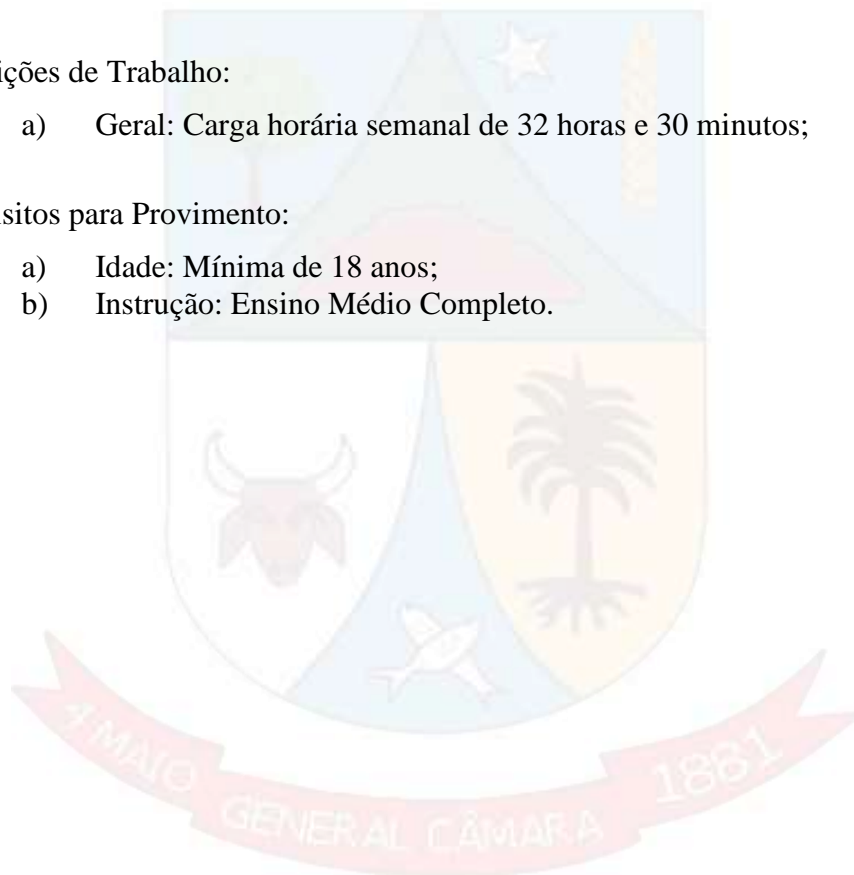 ições de Trabalho:
a) Geral: Carga horária semanal de 32 horas e 30 minutos;
sitos para Provimento:
a) Idade: Mínima de 18 anos;
b) Instrução: Ensino Médio Completo.
4 MAIO GENERAL CÂMARA 1881